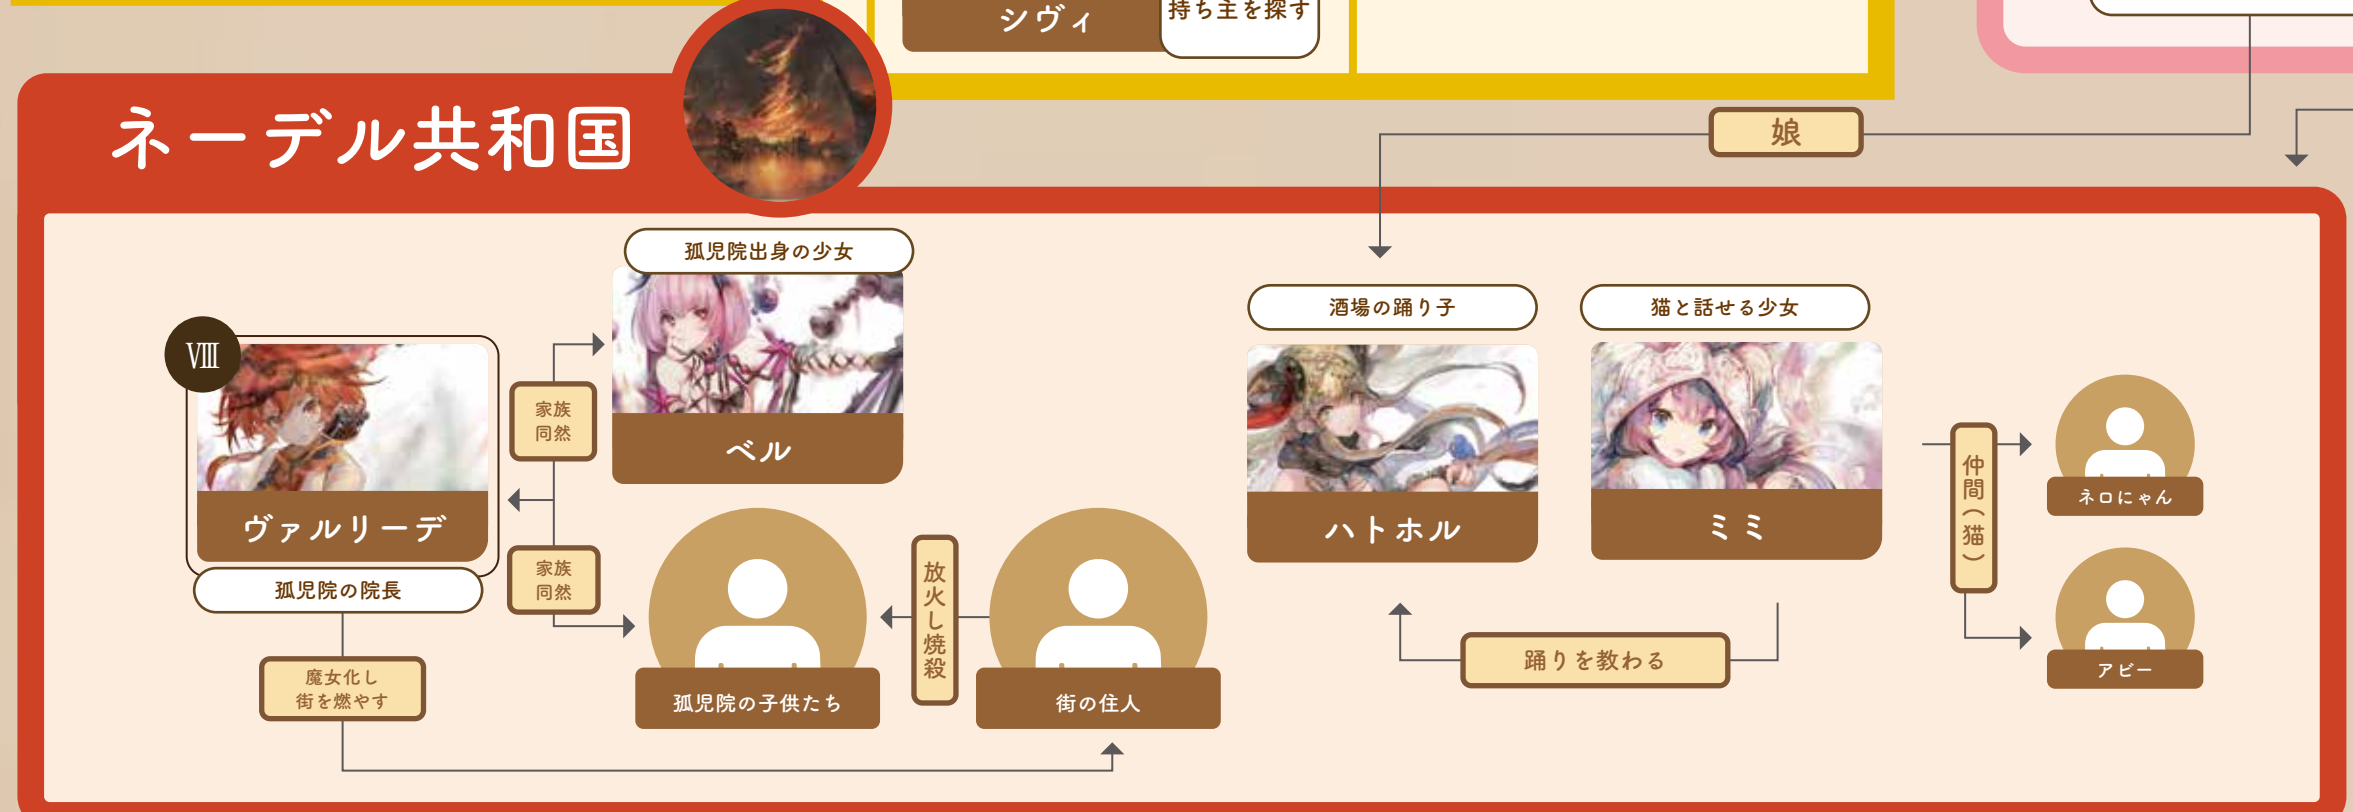 シヴィ
持ち主を探す
ネーデル共和国
娘
孤児院出身の少女
ベル
Ⅷ
ヴァルリーデ
孤児院の院長
家族
同然
家族
同然
魔女化し
街を燃やす
孤児院の子供たち
放火し焼殺
街の住人
酒場の踊り子
ハトホル
猫と話せる少女
ミミ
踊りを教わる
仲間(猫)
ネロにゃん
アビー